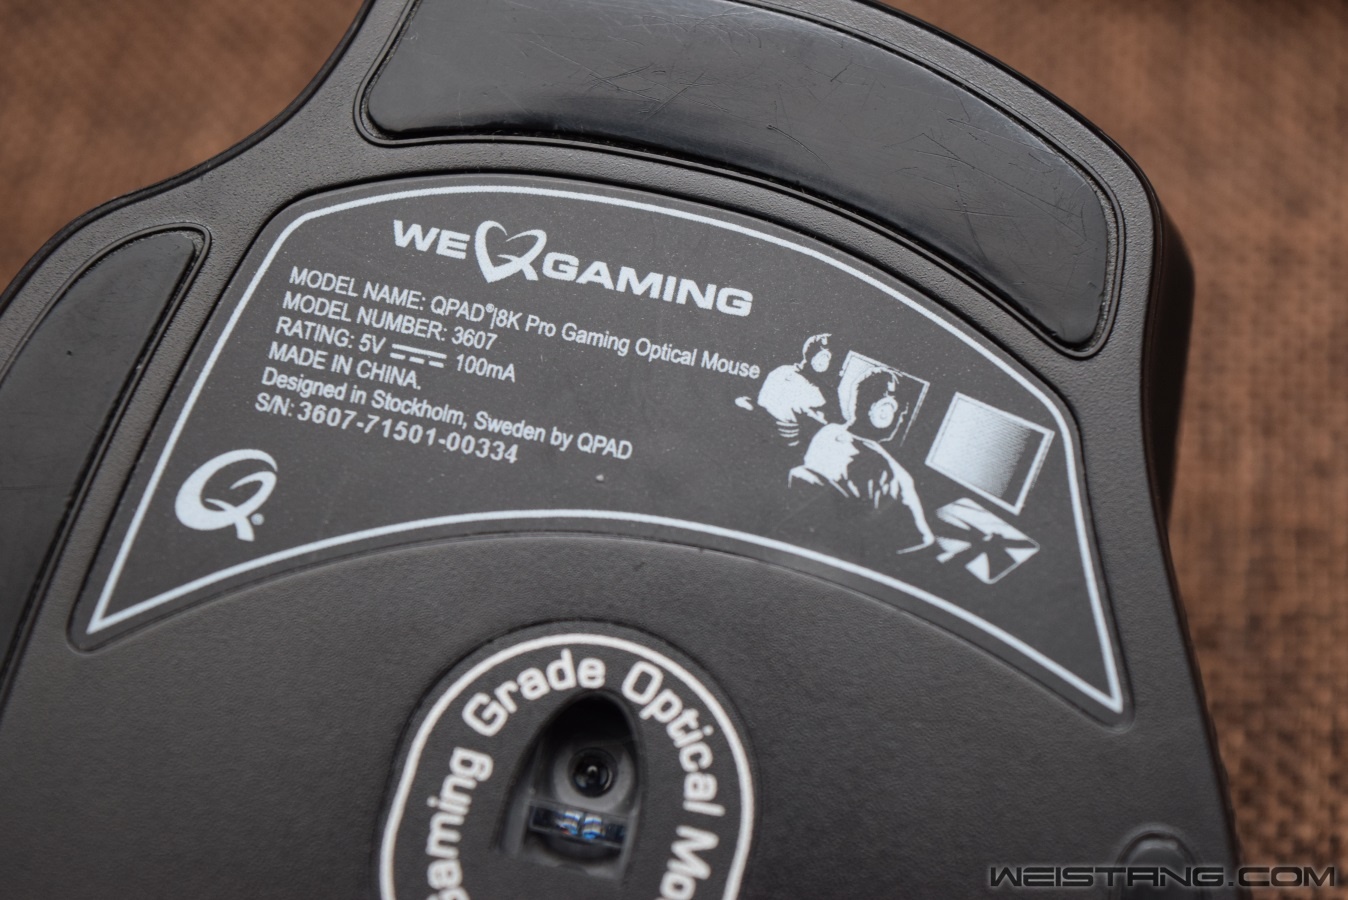 WE GAMING
MODEL NAME: QPAD®|8K Pro Gaming Optical Mouse
MODEL NUMBER: 3607
RATING: 5V 100mA
MADE IN CHINA.
Designed in Stockholm, Sweden by QPAD
S/N: 3607-71501-00334
Gaming Grade Optical Mo
WEISTANG.COM